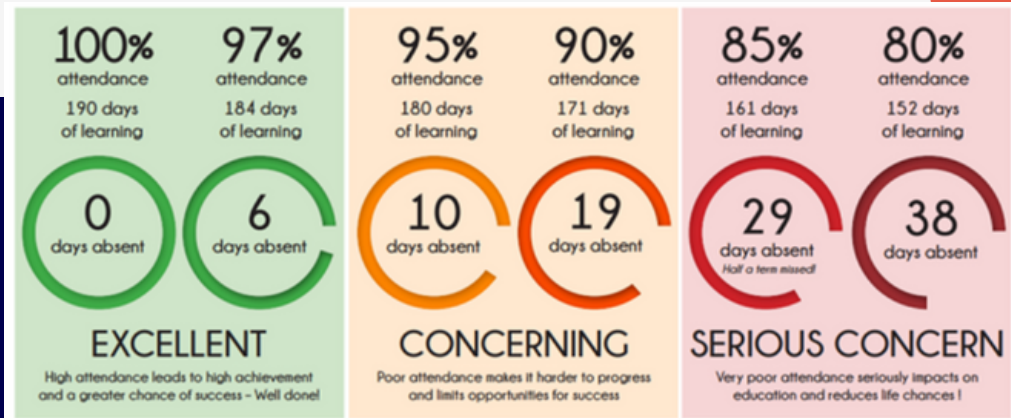 100%
attendance
190 days
of learning
0
days absent
97%
attendance
184 days
of learning
6
days absent
EXCELLENT
High attendance leads to high achievement
and a greater chance of success – Well done!
95%
attendance
180 days
of learning
10
days absent
90%
attendance
171 days
of learning
19
days absent
CONCERNING
Poor attendance makes it harder to progress
and limits opportunities for success
85%
attendance
161 days
of learning
29
days absent
Half a term missed!
80%
attendance
152 days
of learning
38
days absent
SERIOUS CONCERN
Very poor attendance seriously impacts on
education and reduces life chances !